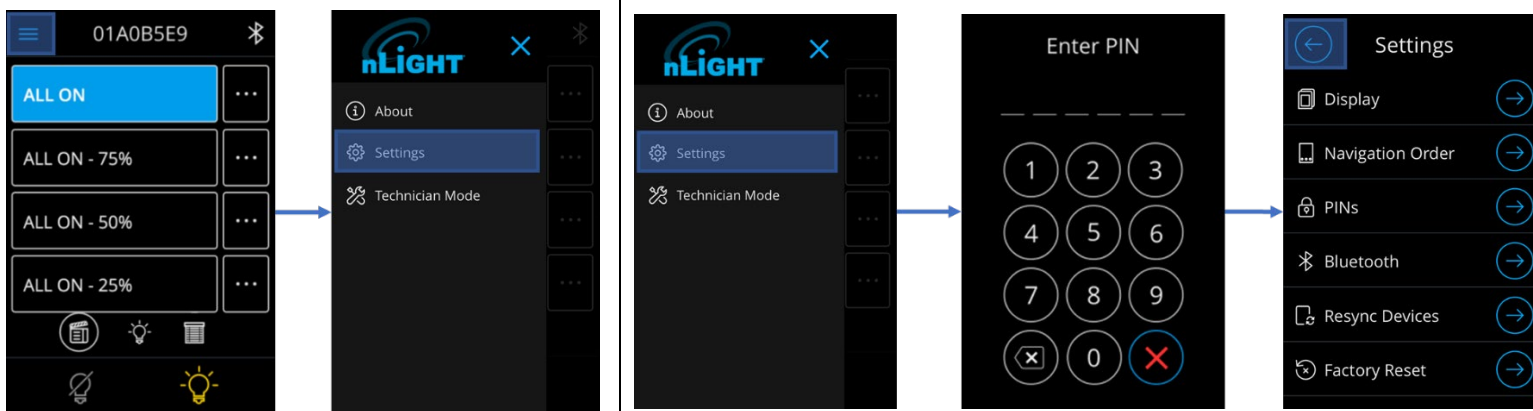 01A0B5E9
ALL ON
...
ALL ON - 75%
...
ALL ON - 50%
...
ALL ON - 25%
...
nLIGHT
About
Settings
Technician Mode
nLIGHT
About
Settings
Technician Mode
Enter PIN
1 2 3
4 5 6
7 8 9
0
Settings
Display
Navigation Order
PINs
Bluetooth
Resync Devices
Factory Reset